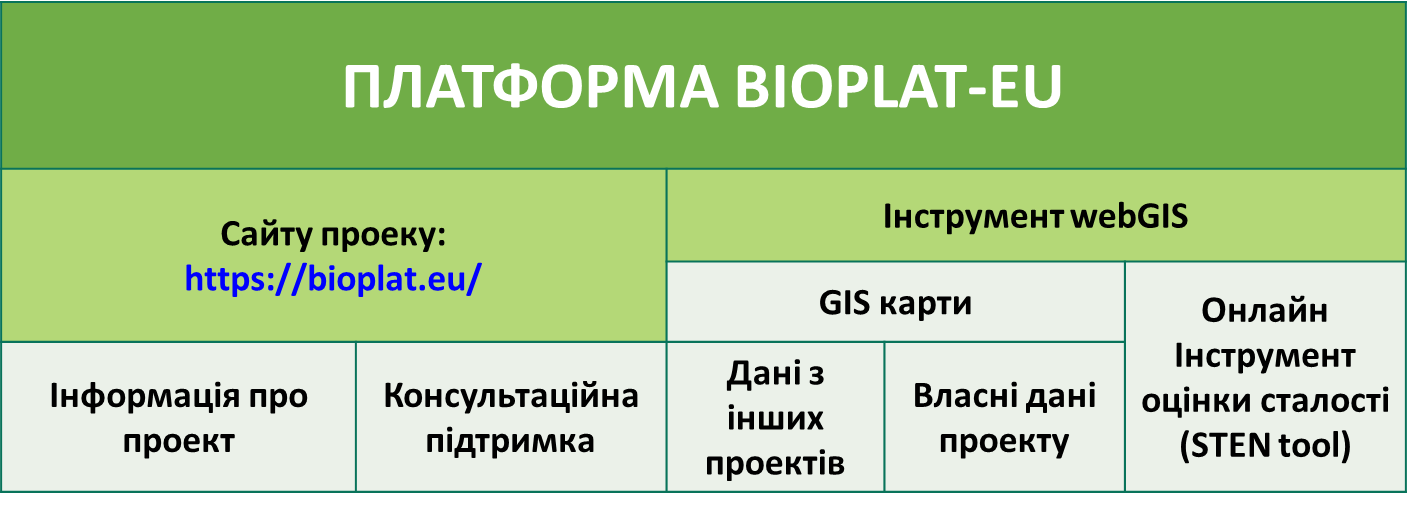 ПЛАТФОРМА BIOPLAT-EU
Сайту проеку:
https://bioplat.eu/
Інструмент webGIS
GIS карти
Онлайн
Інструмент
оцінки сталості
(STEN tool)
Інформація про
проект
Консультаційна
підтримка
Дані з
інших
проектів
Власні дані
проекту